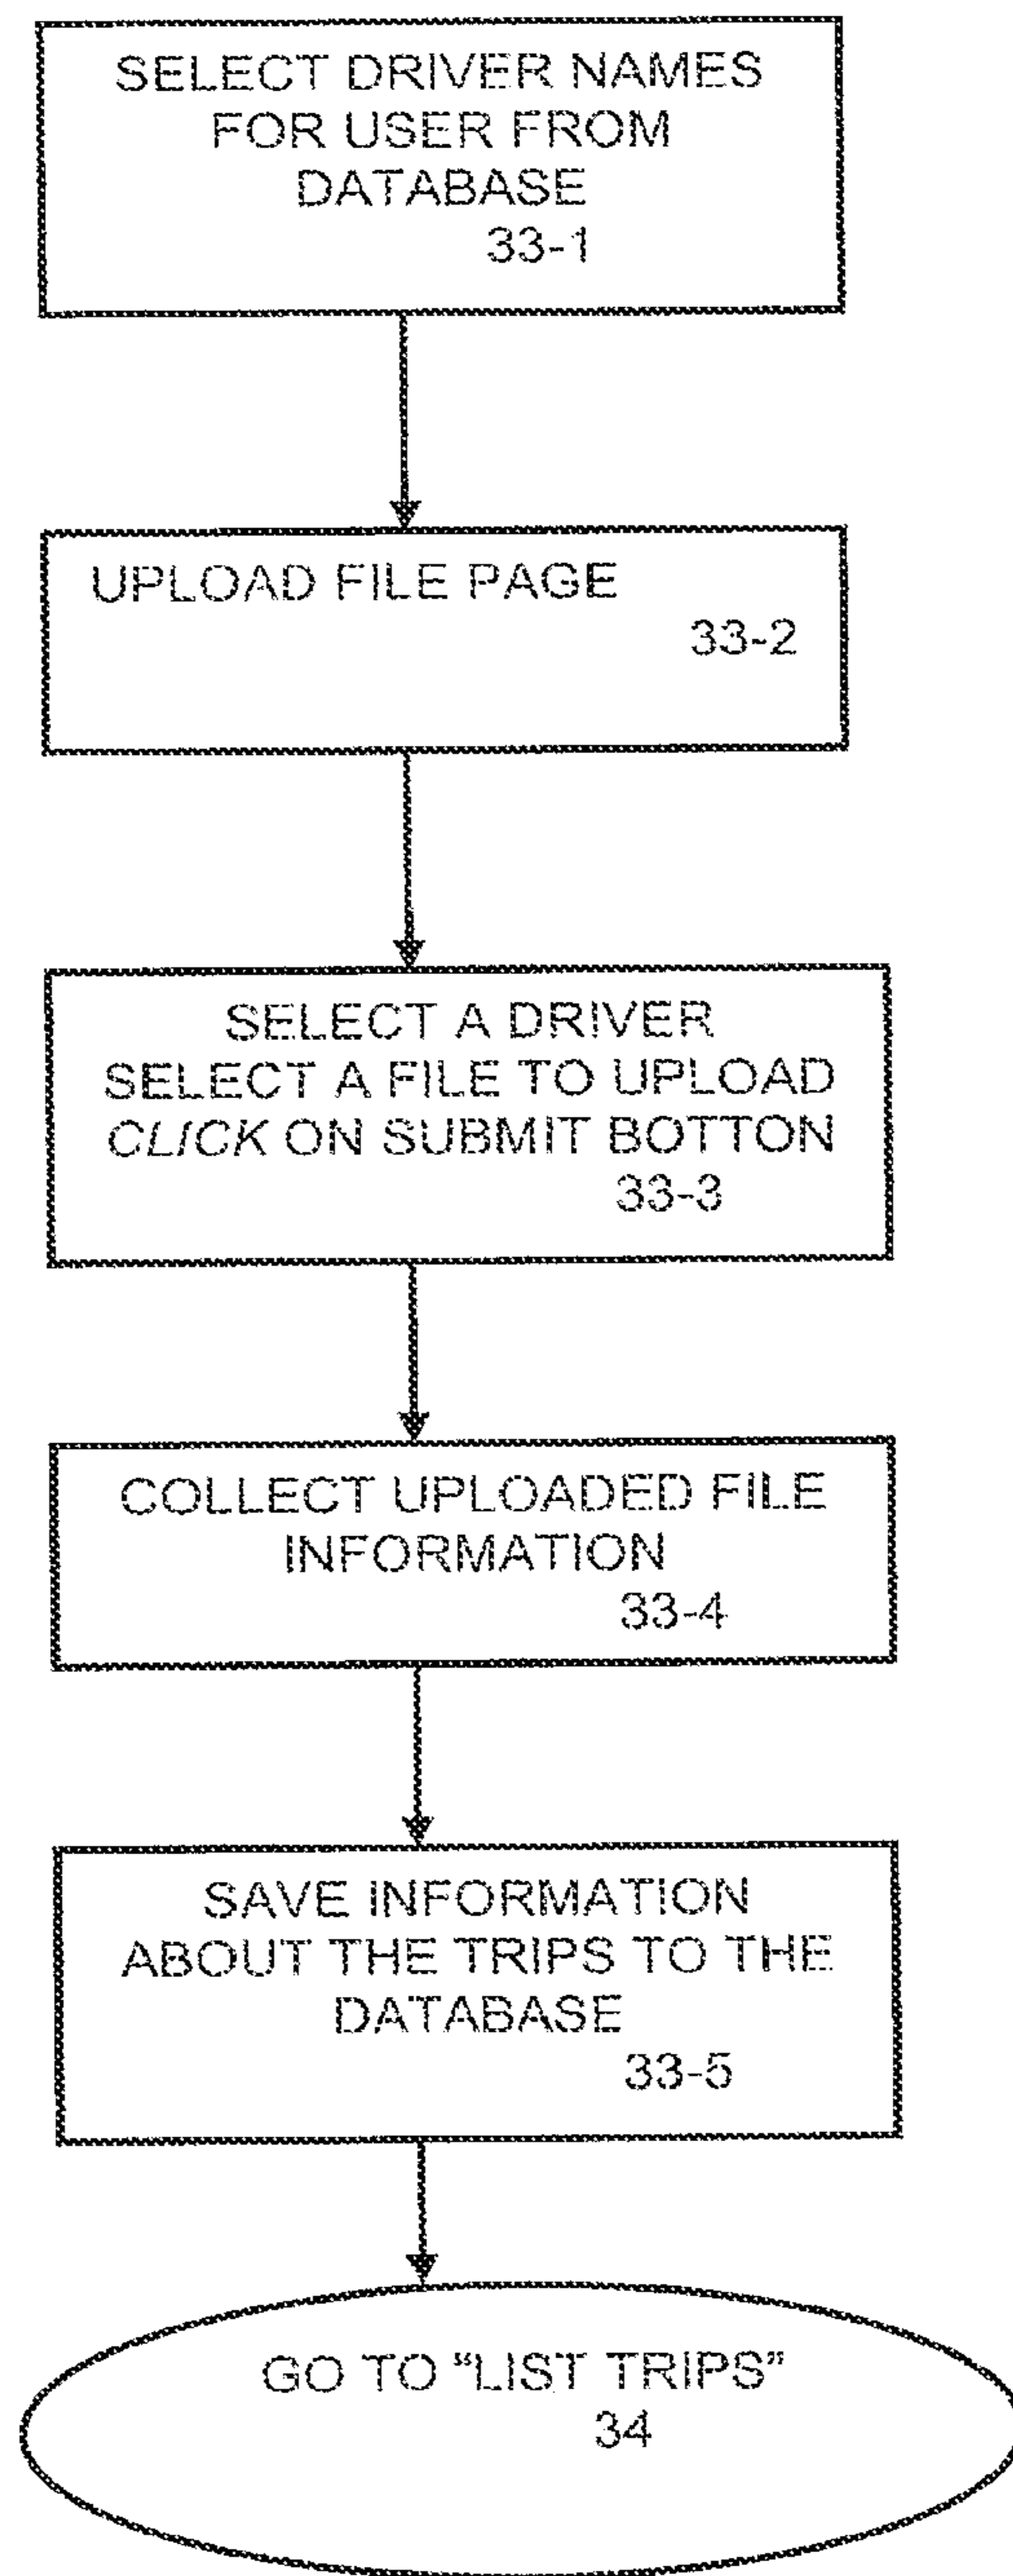 SELECT DRIVER NAMES
FOR USER FROM
DATABASE
33-1
UPLOAD FILE PAGE
33-2
SELECT A DRIVER
SELECT A FILE TO UPLOAD
CLICK ON SUBMIT BOTTON
33-3
COLLECT UPLOADED FILE
INFORMATION
33-4
SAVE INFORMATION
ABOUT THE TRIPS TO THE
DATABASE
33-5
GO TO “LIST TRIPS”
34